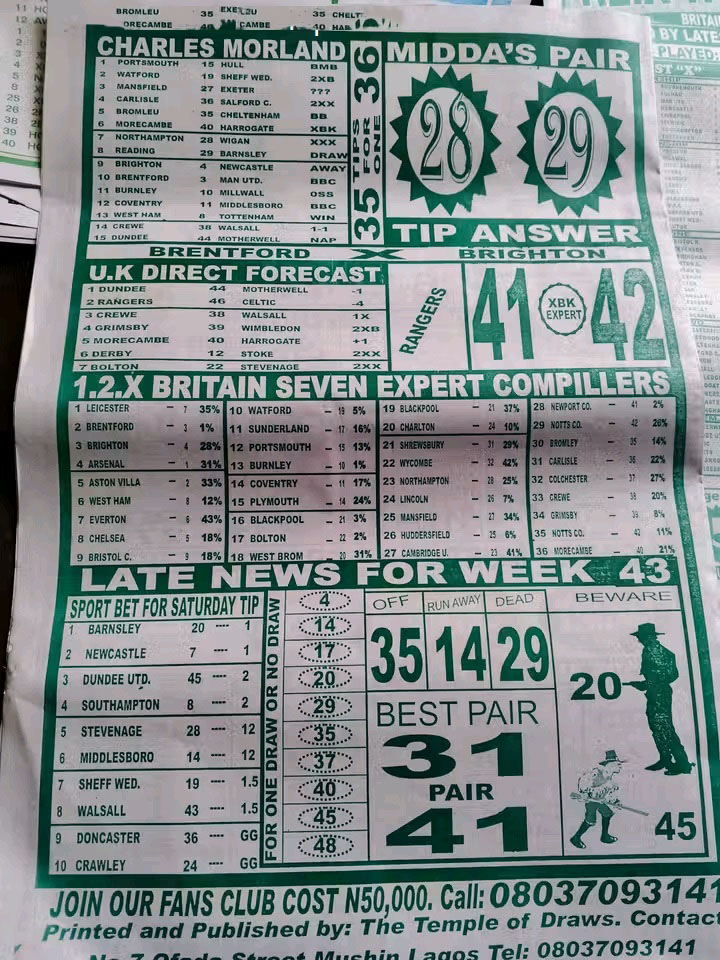 BROMLEU 35 EXE 35 CHELT
ORECAMBE 40 CAMBE 40 HAR
CHARLES MORLAND
1 PORTSMOUTH 15 HULL BMB
2 WATFORD 19 SHEFF WED. 2XB
3 MANSFIELD 27 EXETER ???
4 CARLISLE 36 SALFORD C. 2XX
5 BROMLEU 35 CHELTENHAM BB
6 MORECAMBE 40 HARROGATE XBK
7 NORTHAMPTON 28 WIGAN XXX
8 READING 29 BARNSLEY DRAW
9 BRIGHTON 4 NEWCASTLE AWAY
10 BRENTFORD 3 MAN UTD. BBC
11 BURNLEY 10 MILLWALL OSS
12 COVENTRY 11 MIDDLESBORO BBC
13 WEST HAM 8 TOTTENHAM WIN
14 CREWE 38 WALSALL 1-1
15 DUNDEE 44 MOTHERWELL NAP
35 TIPS FOR ONE 36
MIDDA'S PAIR
28 29
TIP ANSWER
BRENTFORD X BRIGHTON
U.K DIRECT FORECAST
1 DUNDEE 44 MOTHERWELL -1
2 RANGERS 46 CELTIC -4
3 CREWE 38 WALSALL 1X
4 GRIMSBY 39 WIMBLEDON 2XB
5 MORECAMBE 40 HARROGATE +1
6 DERBY 12 STOKE 2XX
7 BOLTON 22 STEVENAGE 2XX
RANGERS
41 XBK EXPERT 42
1.2.X BRITAIN SEVEN EXPERT COMPILLERS
1 LEICESTER - 7 35%
2 BRENTFORD - 3 1%
3 BRIGHTON - 4 28%
4 ARSENAL - 1 31%
5 ASTON VILLA - 2 33%
6 WEST HAM - 8 12%
7 EVERTON - 6 43%
8 CHELSEA - 5 18%
9 BRISTOL C. - 9 18%
10 WATFORD - 19 5%
11 SUNDERLAND - 17 16%
12 PORTSMOUTH - 15 13%
13 BURNLEY - 10 1%
14 COVENTRY - 11 17%
15 PLYMOUTH - 14 24%
16 BLACKPOOL - 21 3%
17 BOLTON - 22 2%
18 WEST BROM - 20 31%
19 BLACKPOOL - 21 37%
20 CHARLTON - 24 10%
21 SHREWSBURY - 31 29%
22 WYCOMBE - 32 42%
23 NORTHAMPTON - 28 25%
24 LINCOLN - 26 7%
25 MANSFIELD - 27 34%
26 HUDDERSFIELD - 25 6%
27 CAMBRIDGE U. - 23 41%
28 NEWPORT CO. - 41 2%
29 NOTTS CO. - 42 26%
30 BROMLEY - 35 14%
31 CARLISLE - 36 22%
32 COLCHESTER - 37 27%
33 CREWE - 38 20%
34 GRIMSBY - 39 8%
35 NOTTS CO. - 42 11%
36 MORECAMBE - 40 21%
LATE NEWS FOR WEEK 43
SPORT BET FOR SATURDAY TIP
1 BARNSLEY 20 ---- 1
2 NEWCASTLE 7 ---- 1
3 DUNDEE UTD. 45 ---- 2
4 SOUTHAMPTON 8 ---- 2
5 STEVENAGE 28 ---- 12
6 MIDDLESBORO 14 ---- 12
7 SHEFF WED. 19 ---- 1.5
8 WALSALL 43 ---- 1.5
9 DONCASTER 36 ---- GG
10 CRAWLEY 24 ---- GG
FOR ONE DRAW OR NO DRAW
4
14
17
20
29
35
37
40
45
48
OFF RUN AWAY DEAD
35 14 29
BEST PAIR
31
PAIR
41
BEWARE
20
45
JOIN OUR FANS CLUB COST N50,000. Call: 08037093141
Printed and Published by: The Temple of Draws. Contact
No 7 Ofada Street Mushin Lagos Tel: 08037093141